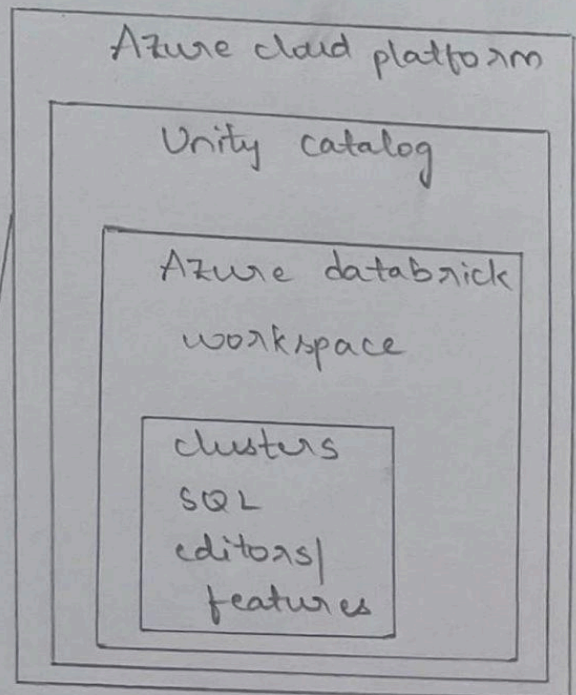 Azure cloud platform
Unity catalog
Azure databrick
workspace
clusters
SQL
editors/
features